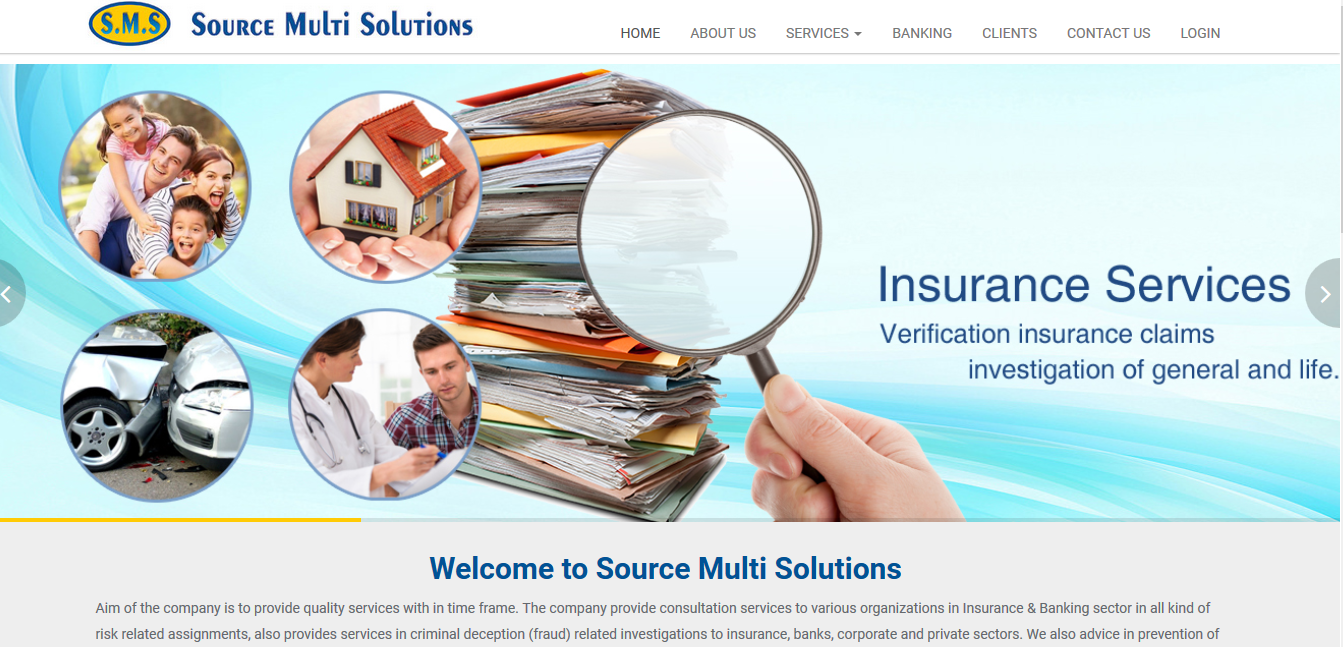 S.M.S Source Multi Solutions
HOME ABOUT US SERVICES BANKING CLIENTS CONTACT US LOGIN
Insurance Services
Verification insurance claims
investigation of general and life.
Welcome to Source Multi Solutions
Aim of the company is to provide quality services with in time frame. The company provide consultation services to various organizations in Insurance & Banking sector in all kind of
risk related assignments, also provides services in criminal deception (fraud) related investigations to insurance, banks, corporate and private sectors. We also advice in prevention of